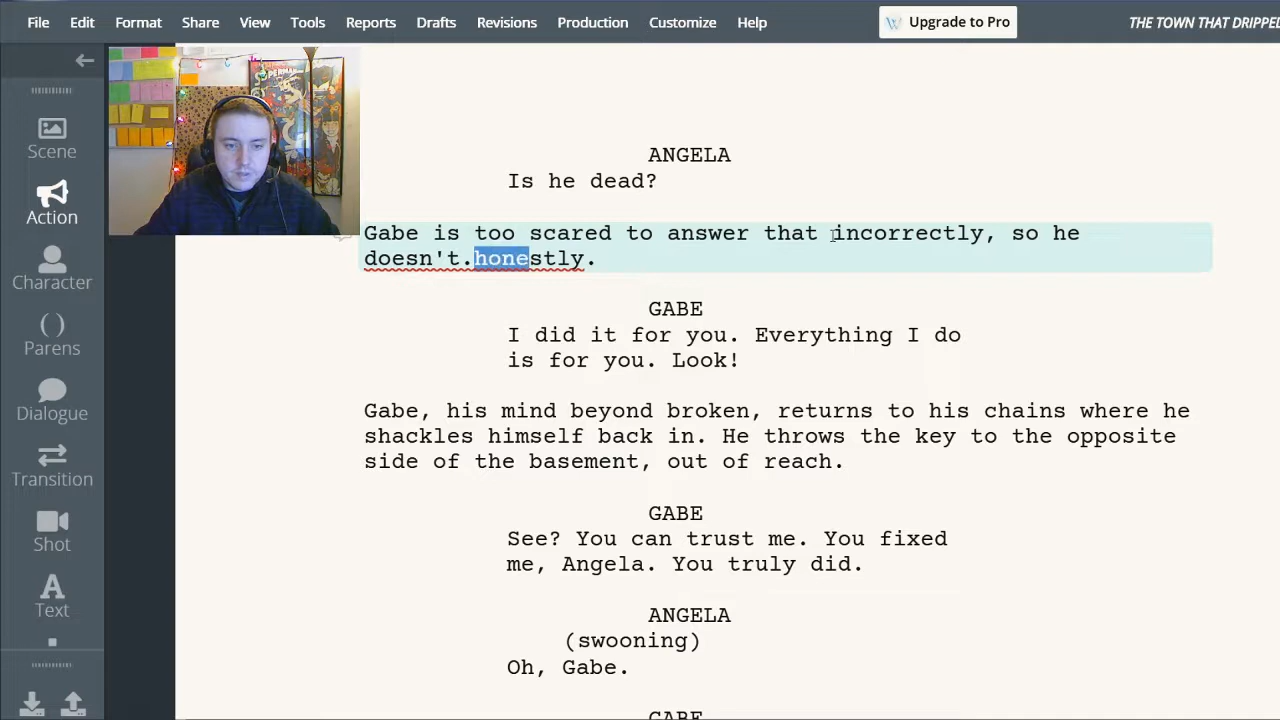 File Edit Format Share View Tools Reports Drafts Revisions Production Customize Help Upgrade to Pro THE TOWN THAT DRIPPED
Scene
Action
Character
Parens
Dialogue
Transition
Shot
Text
ANGELA
Is he dead?
Gabe is too scared to answer that incorrectly, so he
doesn't.honestly.
GABE
I did it for you. Everything I do
is for you. Look!
Gabe, his mind beyond broken, returns to his chains where he
shackles himself back in. He throws the key to the opposite
side of the basement, out of reach.
GABE
See? You can trust me. You fixed
me, Angela. You truly did.
ANGELA
(swooning)
Oh, Gabe.
GABE